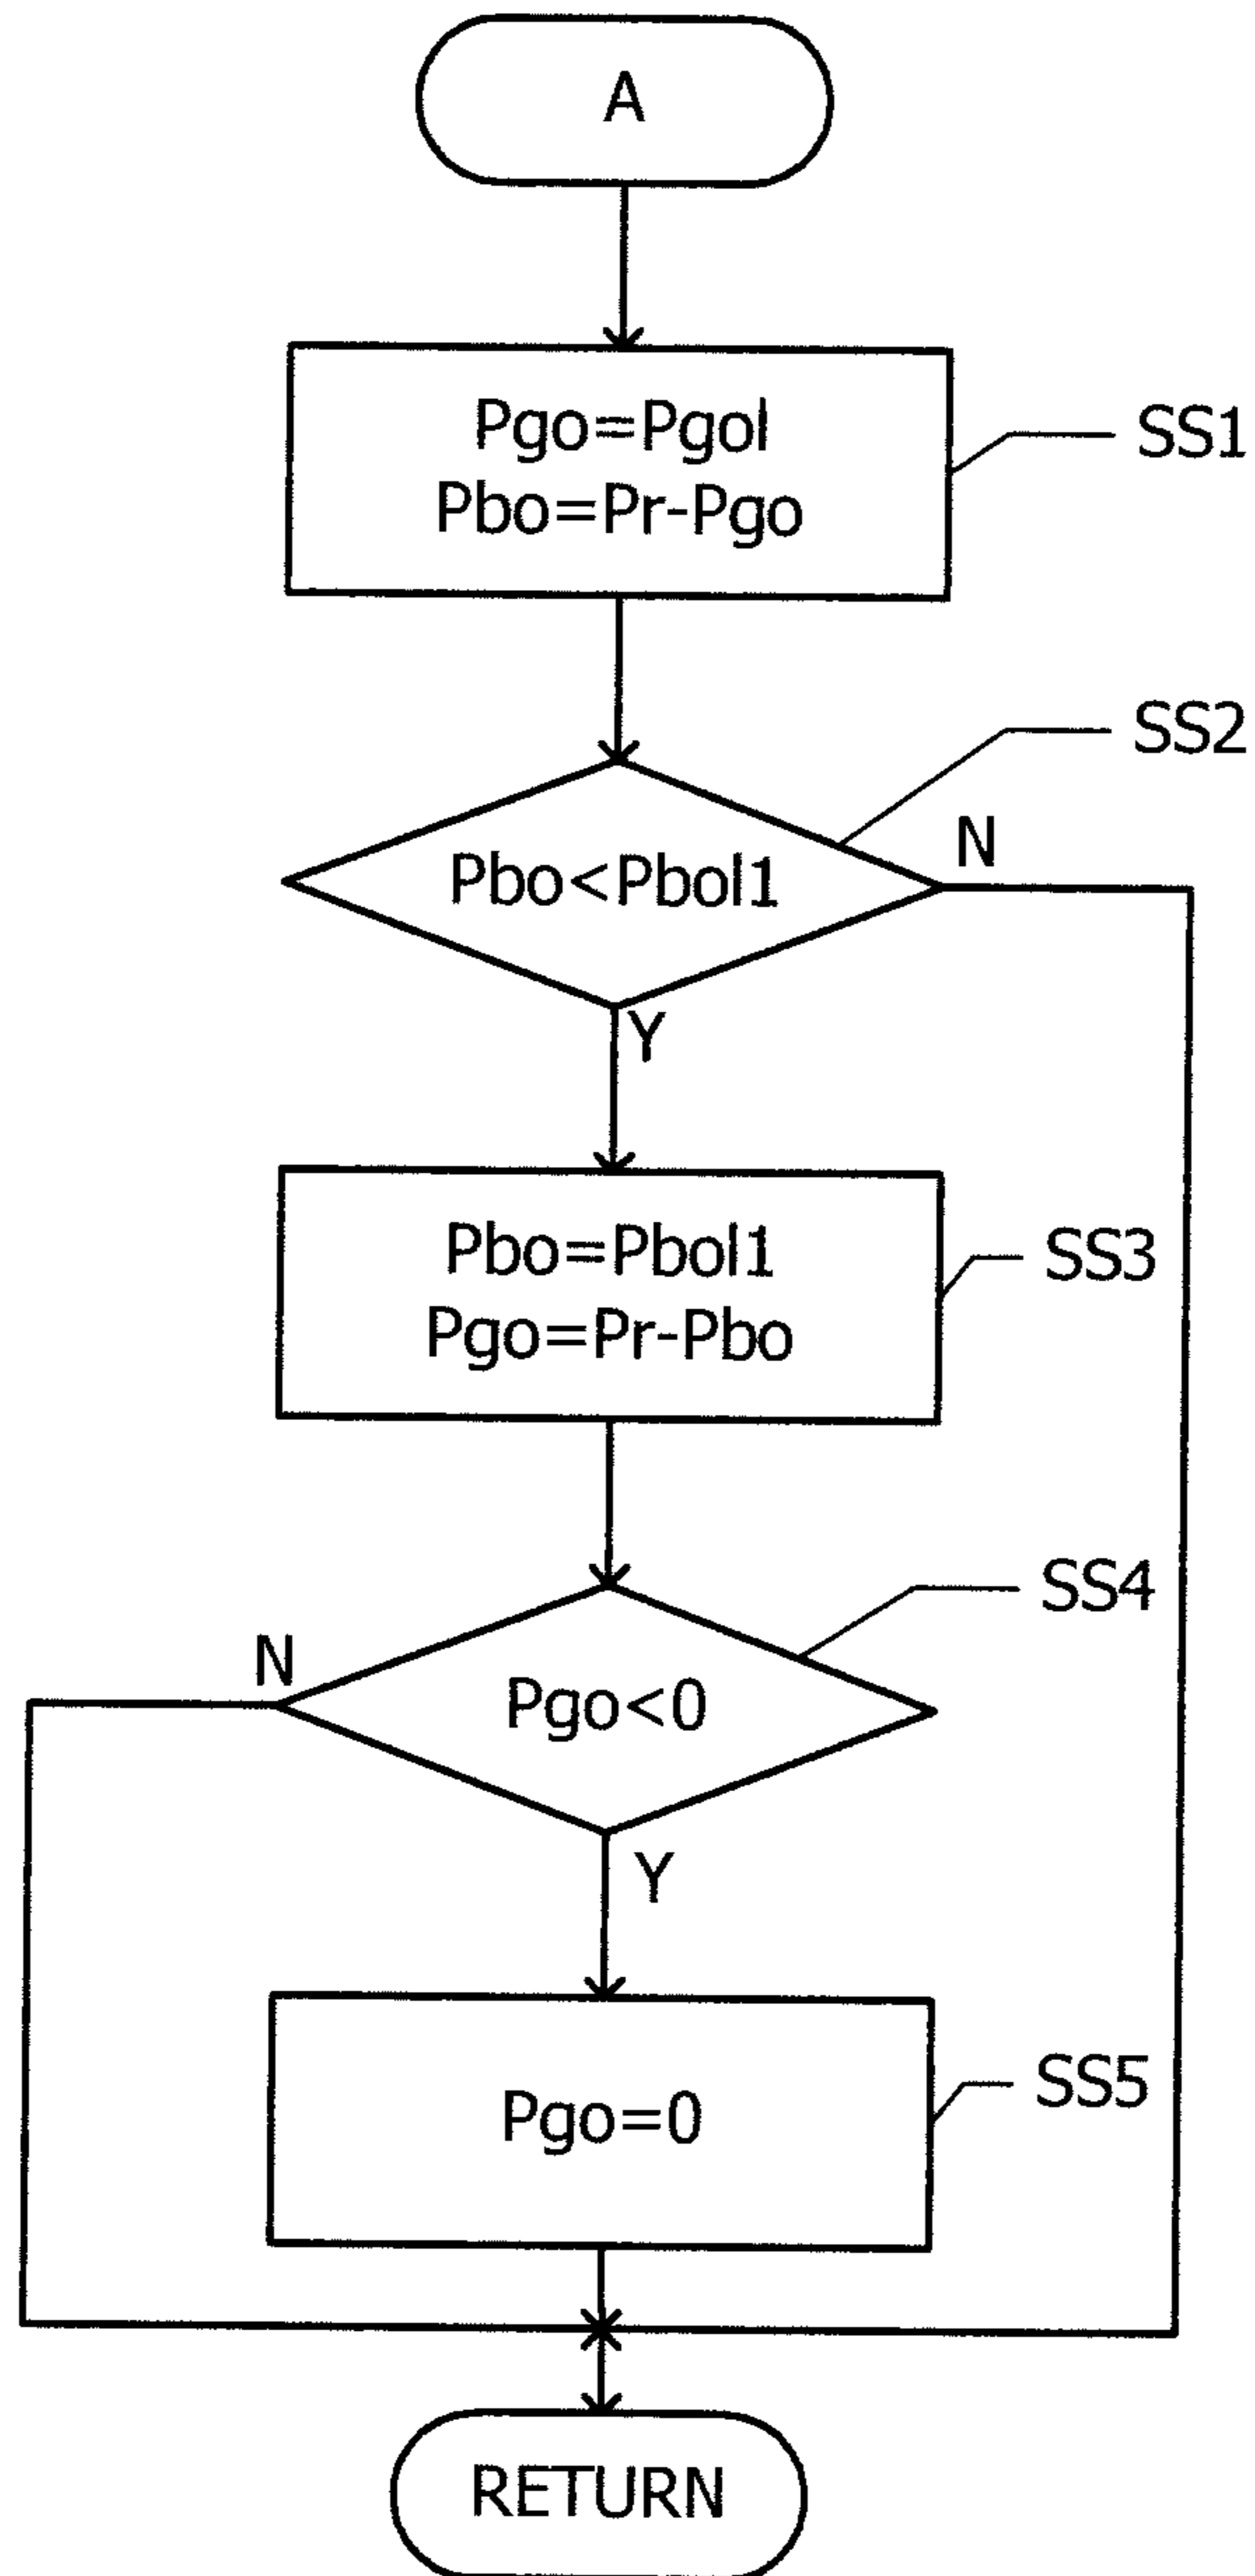 A
Pgo=Pgol
Pbo=Pr-Pgo
SS1
SS2
Pbo<Pbol1
N
Y
Pbo=Pbol1
Pgo=Pr-Pbo
SS3
SS4
N
Pgo<0
Y
Pgo=0
SS5
RETURN